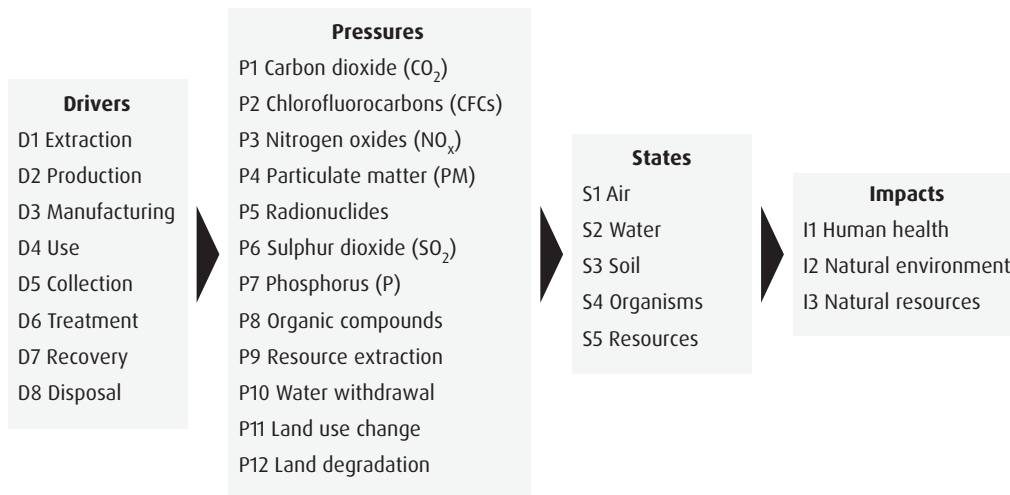 Drivers
D1 Extraction
D2 Production
D3 Manufacturing
D4 Use
D5 Collection
D6 Treatment
D7 Recovery
D8 Disposal
Pressures
P1 Carbon dioxide (CO₂)
P2 Chlorofluorocarbons (CFCs)
P3 Nitrogen oxides (NOₓ)
P4 Particulate matter (PM)
P5 Radionuclides
P6 Sulphur dioxide (SO₂)
P7 Phosphorus (P)
P8 Organic compounds
P9 Resource extraction
P10 Water withdrawal
P11 Land use change
P12 Land degradation
States
S1 Air
S2 Water
S3 Soil
S4 Organisms
S5 Resources
Impacts
I1 Human health
I2 Natural environment
I3 Natural resources